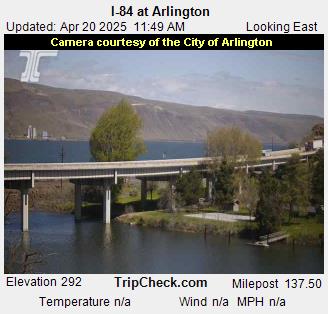 I-84 at Arlington
Updated: Apr 20 2025 11:49 AM Looking East
Camera courtesy of the City of Arlington
Elevation 292 TripCheck.com Milepost 137.50
Temperature n/a Wind n/a MPH n/a